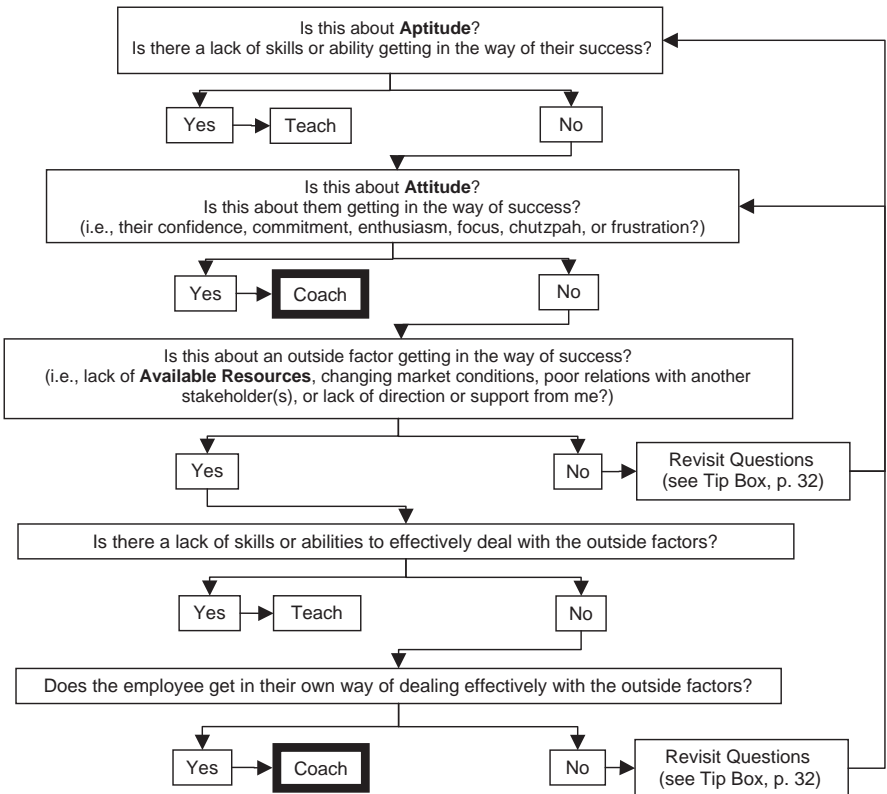 Is this about Aptitude?
Is there a lack of skills or ability getting in the way of their success?
Yes
Teach
No
Is this about Attitude?
Is this about them getting in the way of success?
(i.e., their confidence, commitment, enthusiasm, focus, chutzpah, or frustration?)
Yes
Coach
No
Is this about an outside factor getting in the way of success?
(i.e., lack of Available Resources, changing market conditions, poor relations with another
stakeholder(s), or lack of direction or support from me?)
Yes
No
Revisit Questions
(see Tip Box, p. 32)
Is there a lack of skills or abilities to effectively deal with the outside factors?
Yes
Teach
No
Does the employee get in their own way of dealing effectively with the outside factors?
Yes
Coach
No
Revisit Questions
(see Tip Box, p. 32)